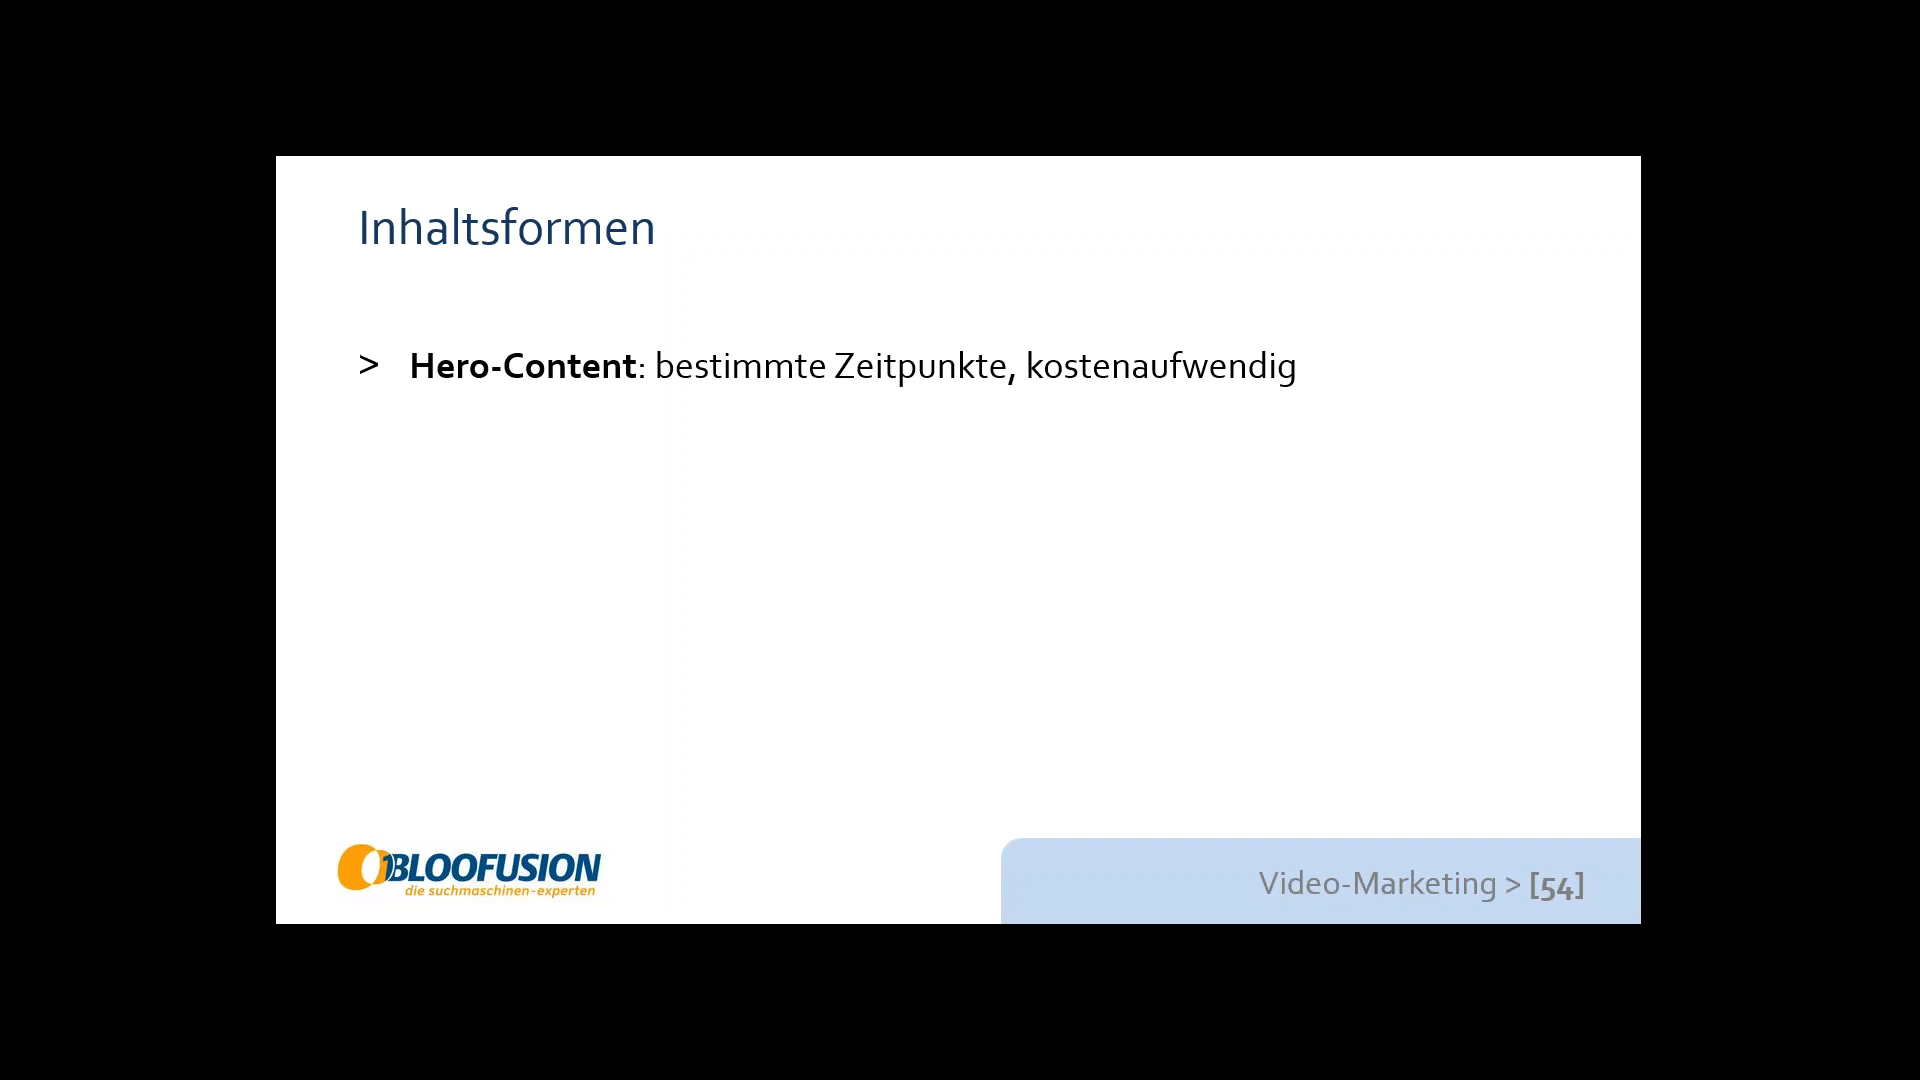 Inhaltsformen
> Hero-Content: bestimmte Zeitpunkte, kostenaufwendig
BLOOFUSION
die suchmaschinen-experten
Video-Marketing > [54]